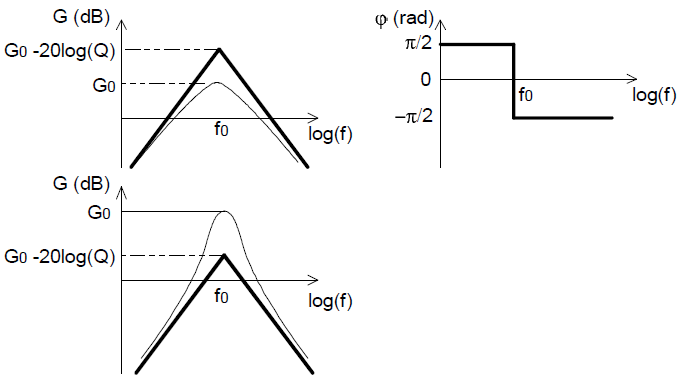 G (dB)
G0 -20log(Q)
G0
f0
log(f)
φ (rad)
π/2
0
f0
log(f)
–π/2
G (dB)
G0
G0 -20log(Q)
f0
log(f)